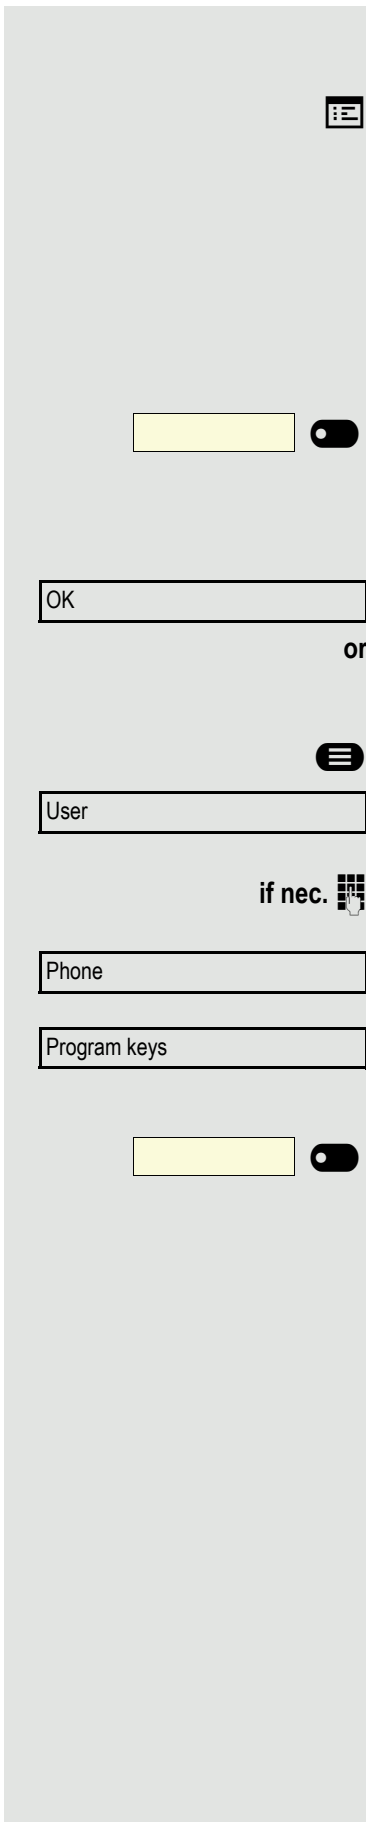 OK
or
User
if nec.
Phone
Program keys